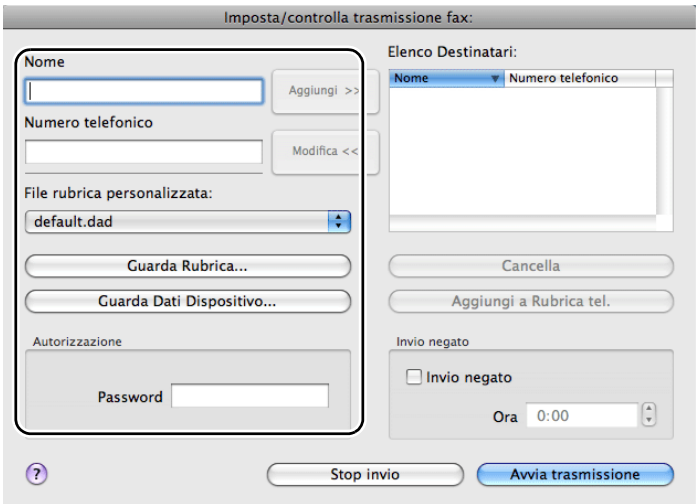 Imposta/controlla trasmissione fax:
Nome
Aggiungi >>
Numero telefonico
Modifica <<
File rubrica personalizzata:
default.dad
Guarda Rubrica...
Guarda Dati Dispositivo...
Autorizzazione
Password
Elenco Destinatari:
Nome Numero telefonico
Cancella
Aggiungi a Rubrica tel.
Invio negato
Invio negato
Ora 0:00
?
Stop invio
Avvia trasmissione